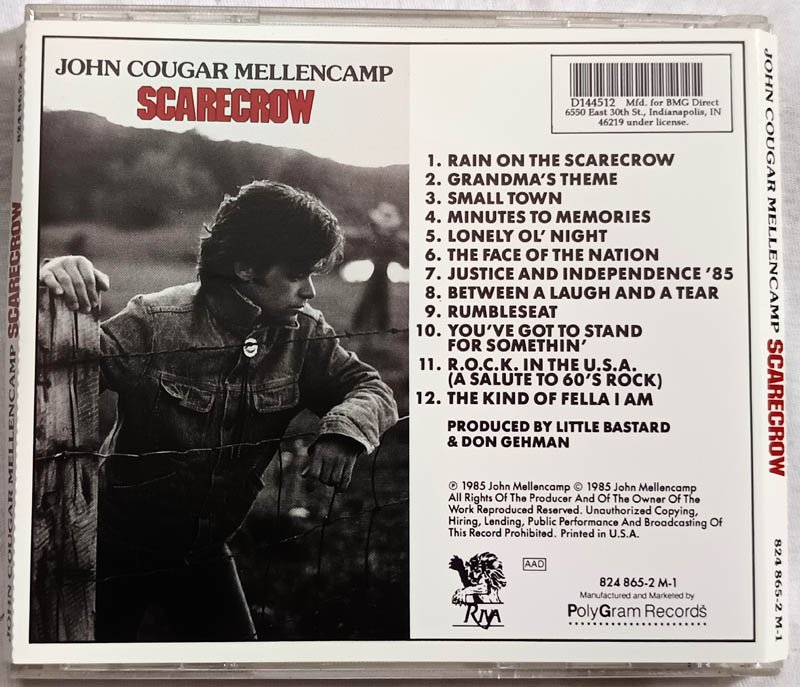 JOHN COUGAR MELLENCAMP
SCARECROW
D144512 Mfd. for BMG Direct
6550 East 30th St., Indianapolis, IN
46219 under license.
1. RAIN ON THE SCARECROW
2. GRANDMA'S THEME
3. SMALL TOWN
4. MINUTES TO MEMORIES
5. LONELY OL' NIGHT
6. THE FACE OF THE NATION
7. JUSTICE AND INDEPENDENCE '85
8. BETWEEN A LAUGH AND A TEAR
9. RUMBLESEAT
10. YOU'VE GOT TO STAND
FOR SOMETHIN'
11. R.O.C.K. IN THE U.S.A.
(A SALUTE TO 60'S ROCK)
12. THE KIND OF FELLA I AM
PRODUCED BY LITTLE BASTARD
& DON GEHMAN
℗ 1985 John Mellencamp © 1985 John Mellencamp
All Rights Of The Producer And Of The Owner Of The
Work Reproduced Reserved. Unauthorized Copying,
Hiring, Lending, Public Performance And Broadcasting Of
This Record Prohibited. Printed in U.S.A.
RIVA
AAD
824 865-2 M-1
Manufactured and Marketed by
PolyGram Records
JOHN COUGAR MELLENCAMP SCARECROW 824 865-2 M-1
JOHN COUGAR MELLENCAMP SCARECROW 824 865-2 M-1